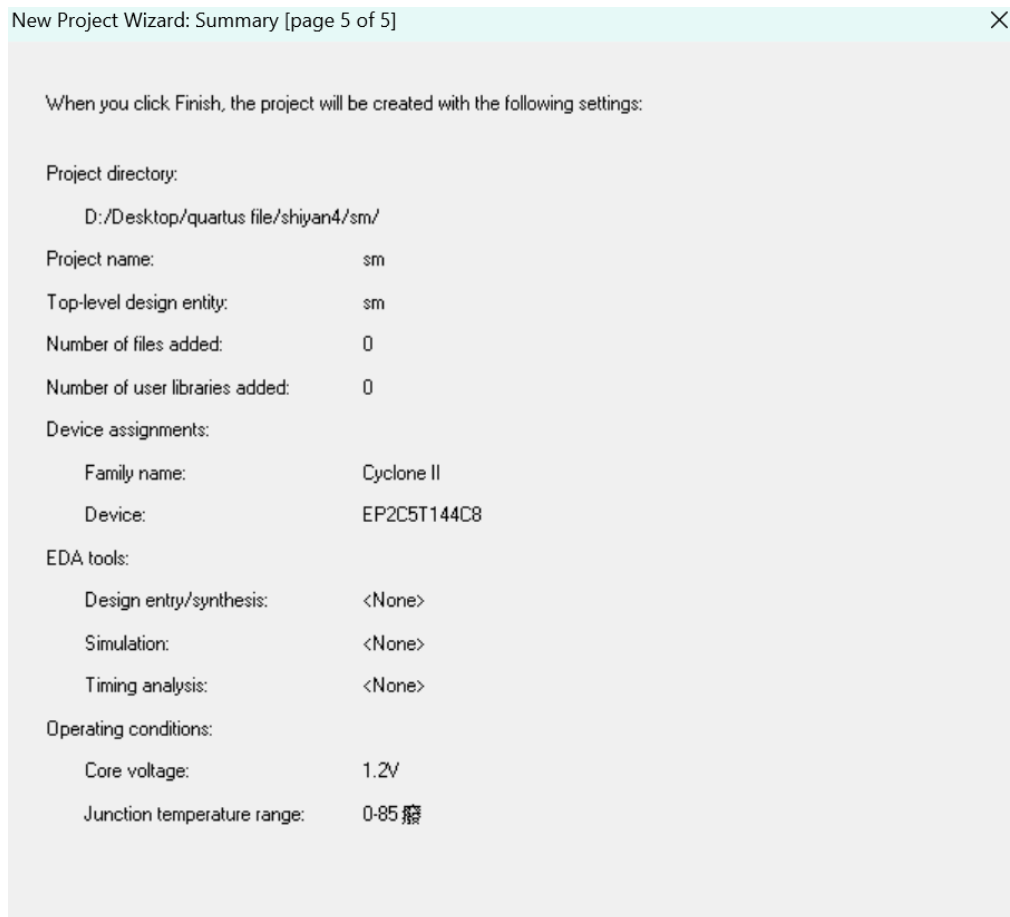 New Project Wizard: Summary [page 5 of 5]
When you click Finish, the project will be created with the following settings:
Project directory:
D:/Desktop/quartus file/shiyan4/sm/
Project name: sm
Top-level design entity: sm
Number of files added: 0
Number of user libraries added: 0
Device assignments:
Family name: Cyclone II
Device: EP2C5T144C8
EDA tools:
Design entry/synthesis: <None>
Simulation: <None>
Timing analysis: <None>
Operating conditions:
Core voltage: 1.2V
Junction temperature range: 0-85 癈